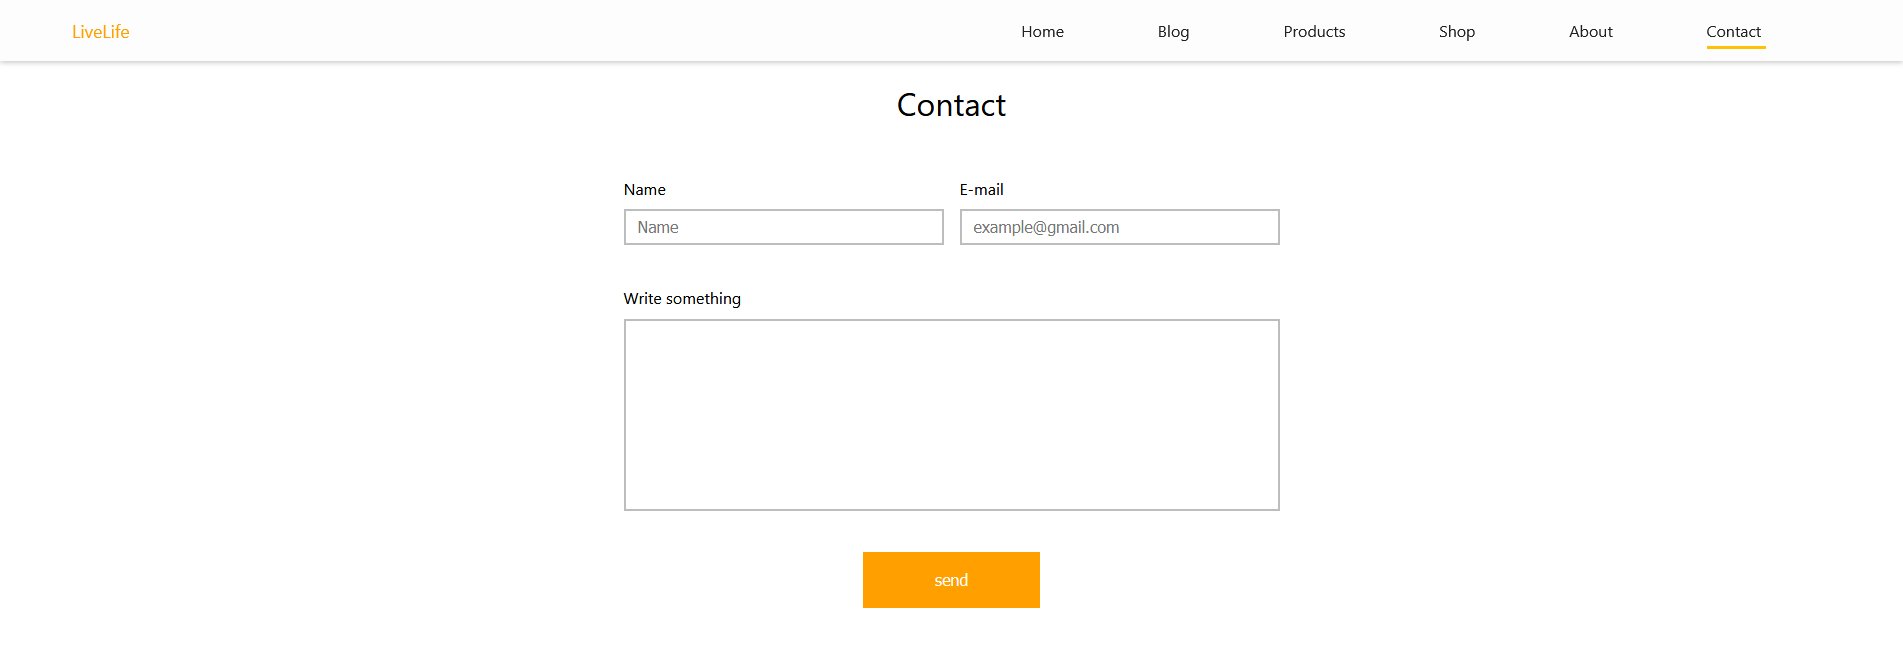 LiveLife Home Blog Products Shop About Contact
Contact
Name E-mail
Name example@gmail.com
Write something
send